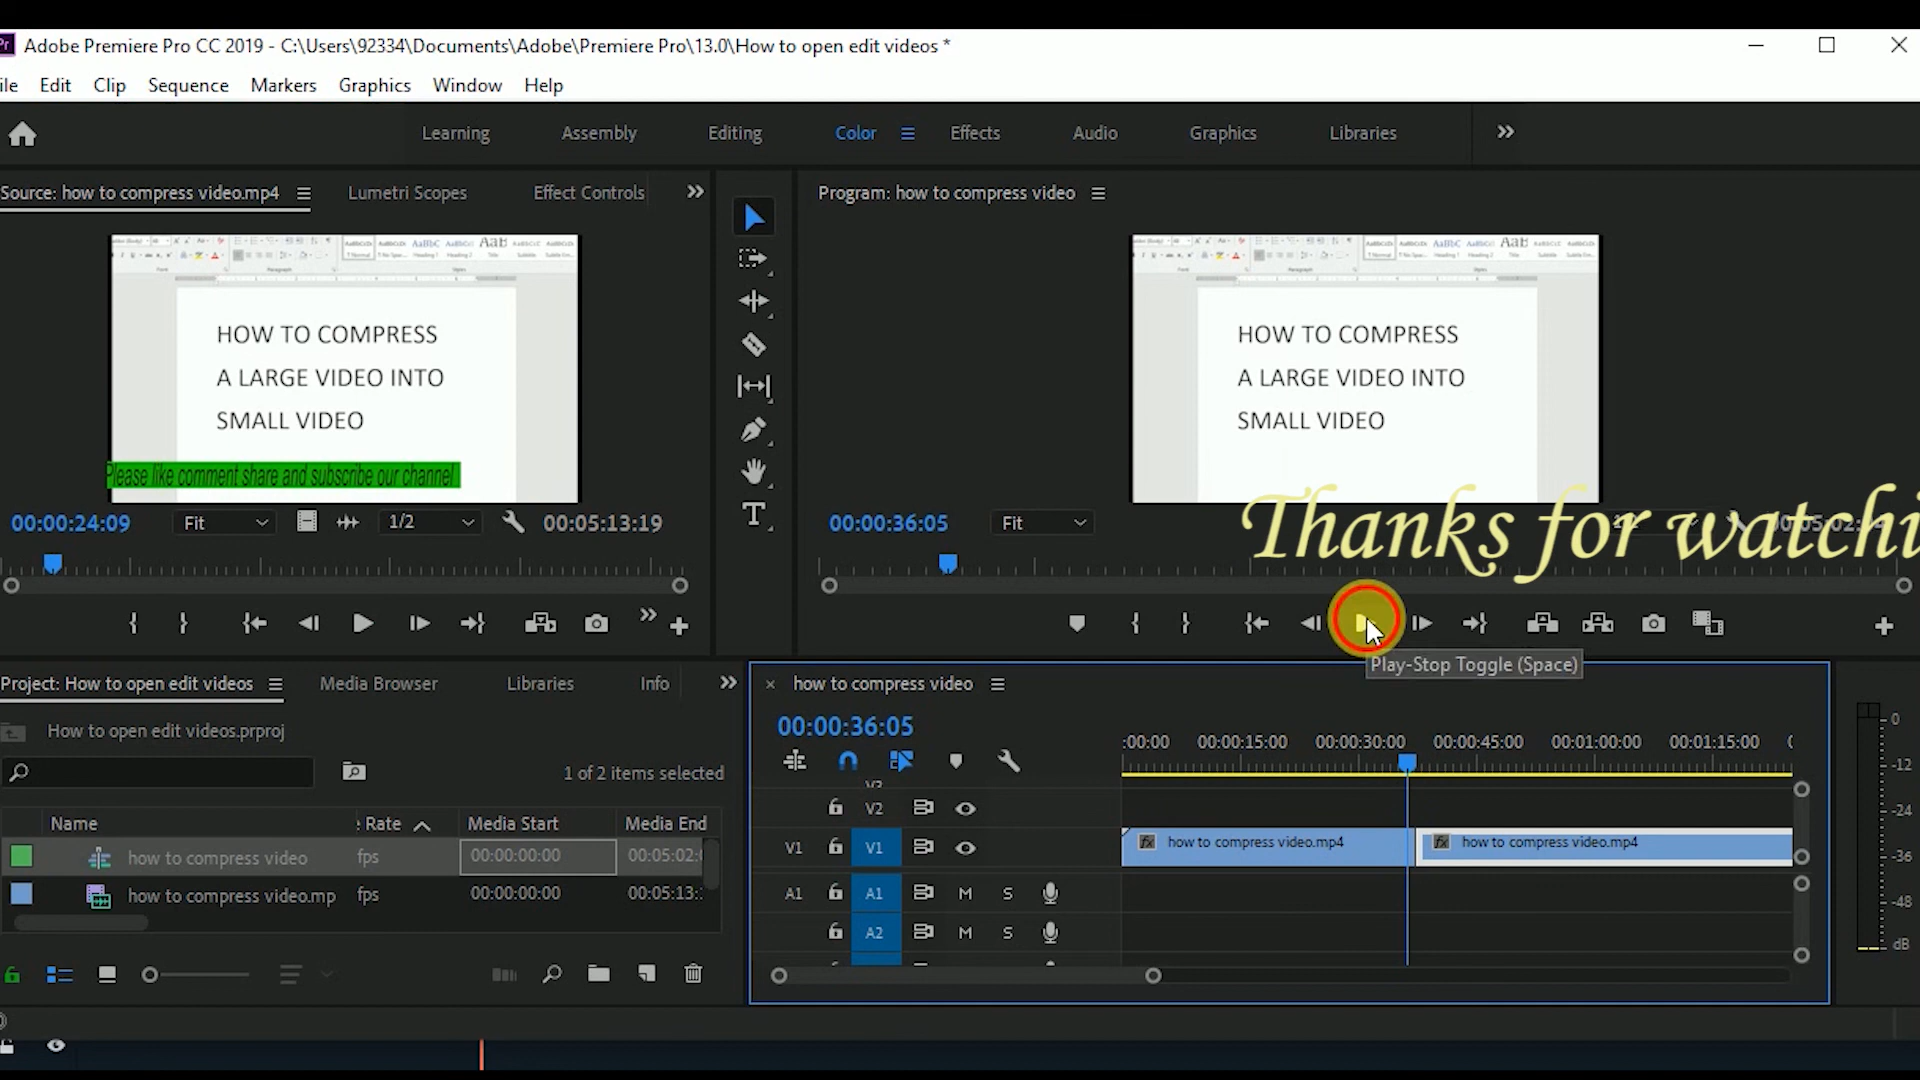 Pr Adobe Premiere Pro CC 2019 - C:\Users\92334\Documents\Adobe\Premiere Pro\13.0\How to open edit videos *
ile Edit Clip Sequence Markers Graphics Window Help
Learning Assembly Editing Color Effects Audio Graphics Libraries
Source: how to compress video.mp4 Lumetri Scopes Effect Controls
Program: how to compress video
HOW TO COMPRESS
A LARGE VIDEO INTO
SMALL VIDEO
Please like comment share and subscribe our channel
HOW TO COMPRESS
A LARGE VIDEO INTO
SMALL VIDEO
Thanks for watchi
00:00:24:09 Fit 1/2 00:05:13:19
00:00:36:05 Fit
Play-Stop Toggle (Space)
Project: How to open edit videos Media Browser Libraries Info
how to compress video
How to open edit videos.prproj
00:00:36:05
1 of 2 items selected
:00:00 00:00:15:00 00:00:30:00 00:00:45:00 00:01:00:00 00:01:15:00
Name : Rate Media Start Media End
how to compress video fps 00:00:00:00 00:05:02:
how to compress video.mp fps 00:00:00:00 00:05:13:
V3
V2
V1 V1 fx how to compress video.mp4 fx how to compress video.mp4
A1 A1 M S
A2 M S
0
-12
-24
-36
-48
dB